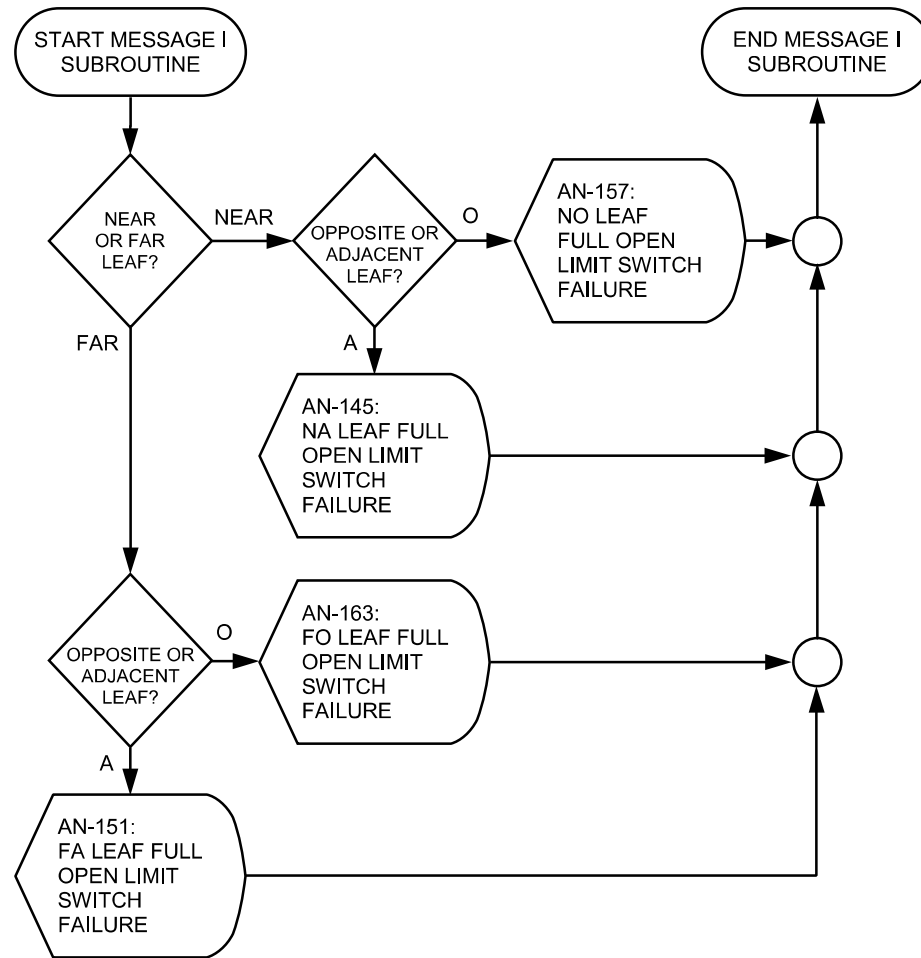 START MESSAGE I
SUBROUTINE
END MESSAGE I
SUBROUTINE
NEAR
OR FAR
LEAF?
NEAR
OPPOSITE OR
ADJACENT
LEAF?
O
AN-157:
NO LEAF
FULL OPEN
LIMIT SWITCH
FAILURE
FAR
A
AN-145:
NA LEAF FULL
OPEN LIMIT
SWITCH
FAILURE
OPPOSITE OR
ADJACENT
LEAF?
O
AN-163:
FO LEAF FULL
OPEN LIMIT
SWITCH
FAILURE
A
AN-151:
FA LEAF FULL
OPEN LIMIT
SWITCH
FAILURE